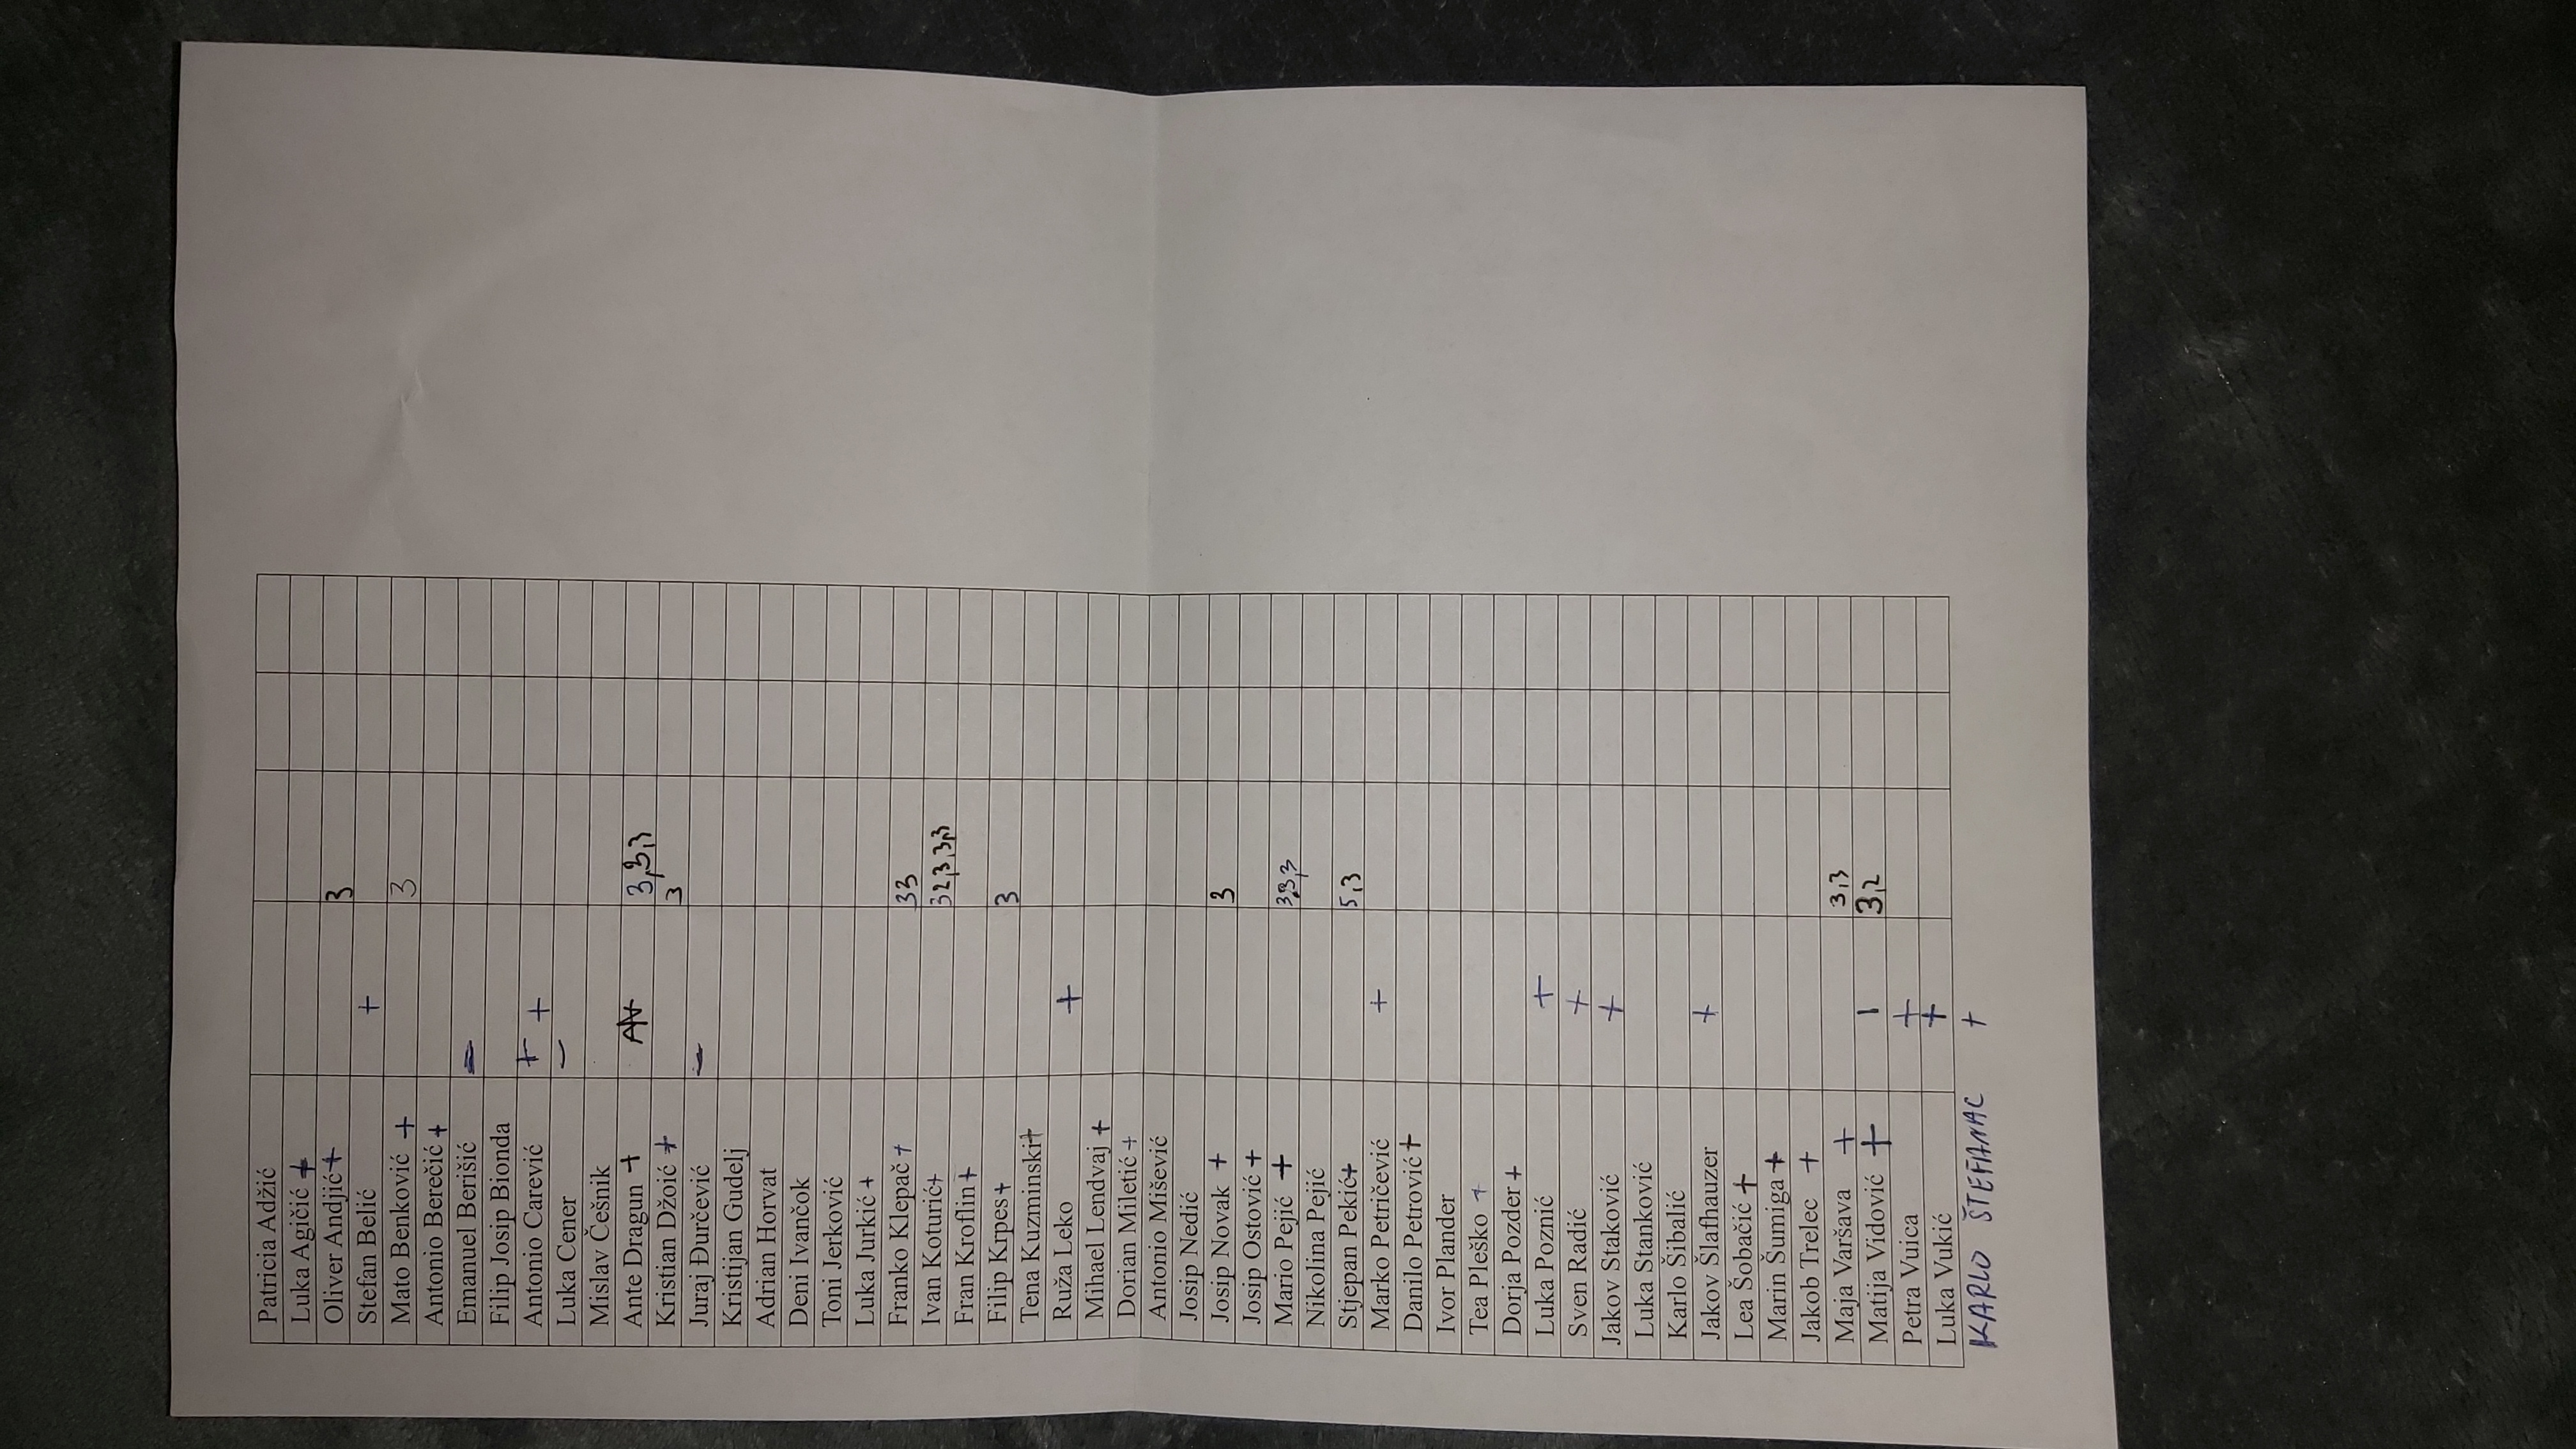 Patricia Adžić
Luka Agičić +
Oliver Andjić + 3
Stefan Belić +
Mato Benković + 3
Antonio Berečić +
Emanuel Berišić –
Filip Josip Bionda
Antonio Carević + +
Luka Cener –
Mislav Češnik
Ante Dragun + 3,3,3
Kristian Džoić + 3
Juraj Đurčević –
Kristijan Gudelj
Adrian Horvat
Deni Ivančok
Toni Jerković
Luka Jurkić +
Franko Klepač + 33
Ivan Koturić + 32,3,3,3
Fran Kroflin +
Filip Krpes + 3
Tena Kuzminski +
Ruža Leko +
Mihael Lendvaj +
Dorian Miletić +
Antonio Mišević
Josip Nedić
Josip Novak + 3
Josip Ostović +
Mario Pejić + 3,3,3
Nikolina Pejić
Stjepan Pekić + 5,3
Marko Petričević +
Danilo Petrović +
Ivor Plander
Tea Pleško +
Dorja Pozder +
Luka Poznić +
Sven Radić +
Jakov Staković +
Luka Stanković
Karlo Šibalić
Jakov Šlafhauzer +
Lea Šobačić +
Marin Šumiga +
Jakob Trelec +
Maja Varšava + 3,3
Matija Vidović + I 3,2
Petra Vuica +
Luka Vukić +
KARLO ŠTEFANAC +